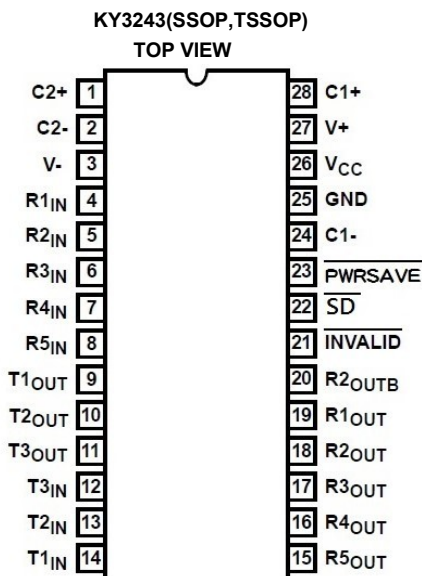 KY3243(SSOP,TSSOP)
TOP VIEW
C2+ 1 28 C1+
C2- 2 27 V+
V- 3 26 VCC
R1IN 4 25 GND
R2IN 5 24 C1-
R3IN 6 23 PWRSAVE
R4IN 7 22 SD
R5IN 8 21 INVALID
T1OUT 9 20 R2OUTB
T2OUT 10 19 R1OUT
T3OUT 11 18 R2OUT
T3IN 12 17 R3OUT
T2IN 13 16 R4OUT
T1IN 14 15 R5OUT